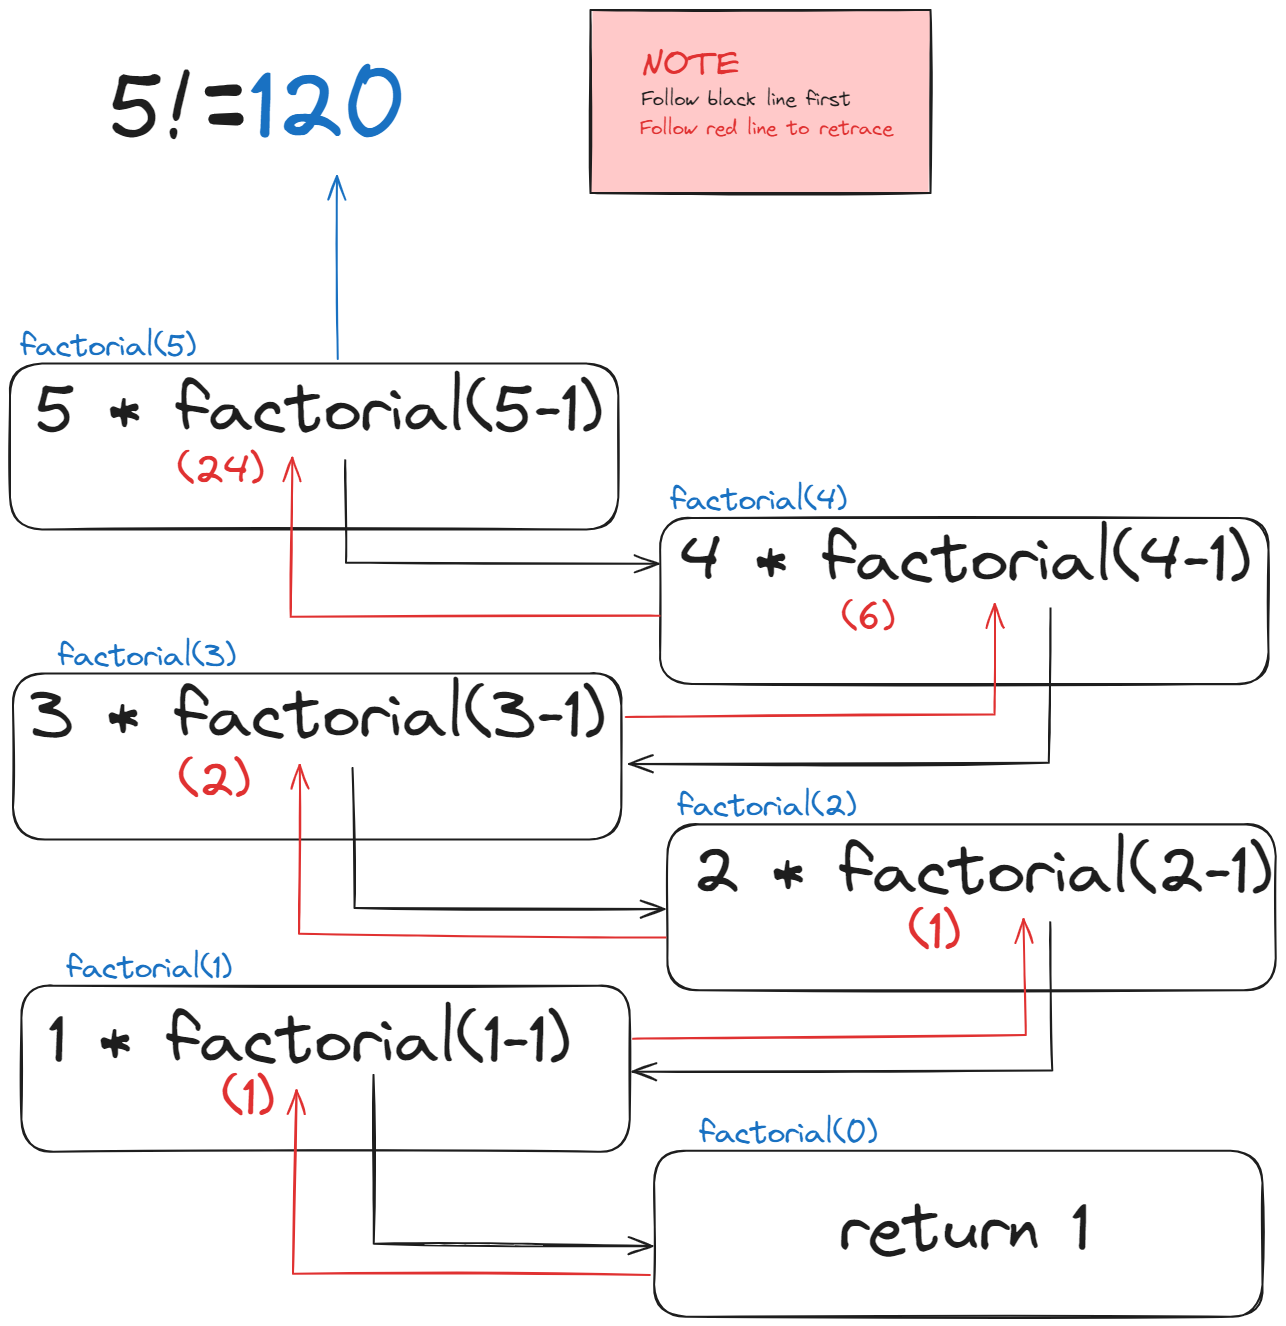 5!=120
NOTE
Follow black line first
Follow red line to retrace
factorial(5)
5 * factorial(5-1)
(24)
factorial(4)
4 * factorial(4-1)
(6)
factorial(3)
3 * factorial(3-1)
(2)
factorial(2)
2 * factorial(2-1)
(1)
factorial(1)
1 * factorial(1-1)
(1)
factorial(0)
return 1